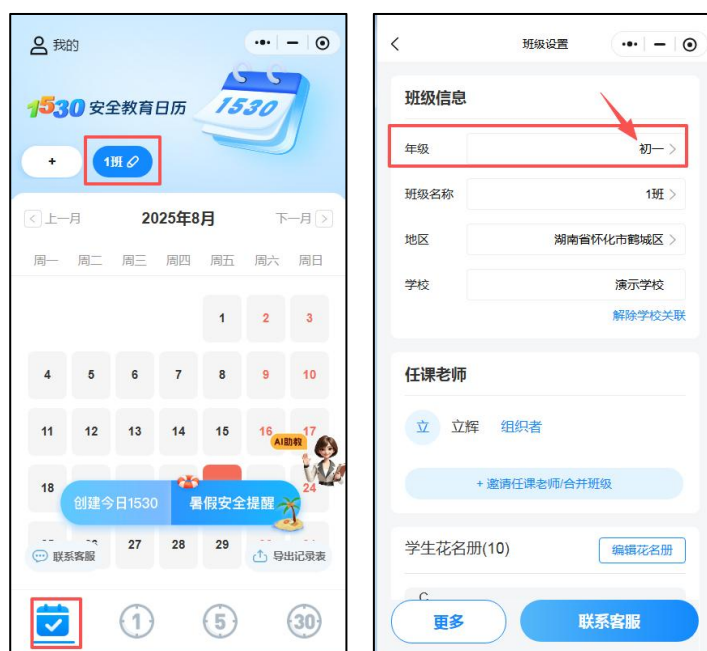 我的
1530 安全教育日历
1530
+ 1班
上一月 2025年8月 下一月
周一 周二 周三 周四 周五 周六 周日
1 2 3
4 5 6 7 8 9 10
11 12 13 14 15 16 17
AI助教
18 24
创建今日1530 暑假安全提醒
27 28 29
联系客服 导出记录表
1 5 30
班级设置
班级信息
年级 初一
班级名称 1班
地区 湖南省怀化市鹤城区
学校 演示学校
解除学校关联
任课老师
立 立辉 组织者
+ 邀请任课老师/合并班级
学生花名册(10) 编辑花名册
更多 联系客服